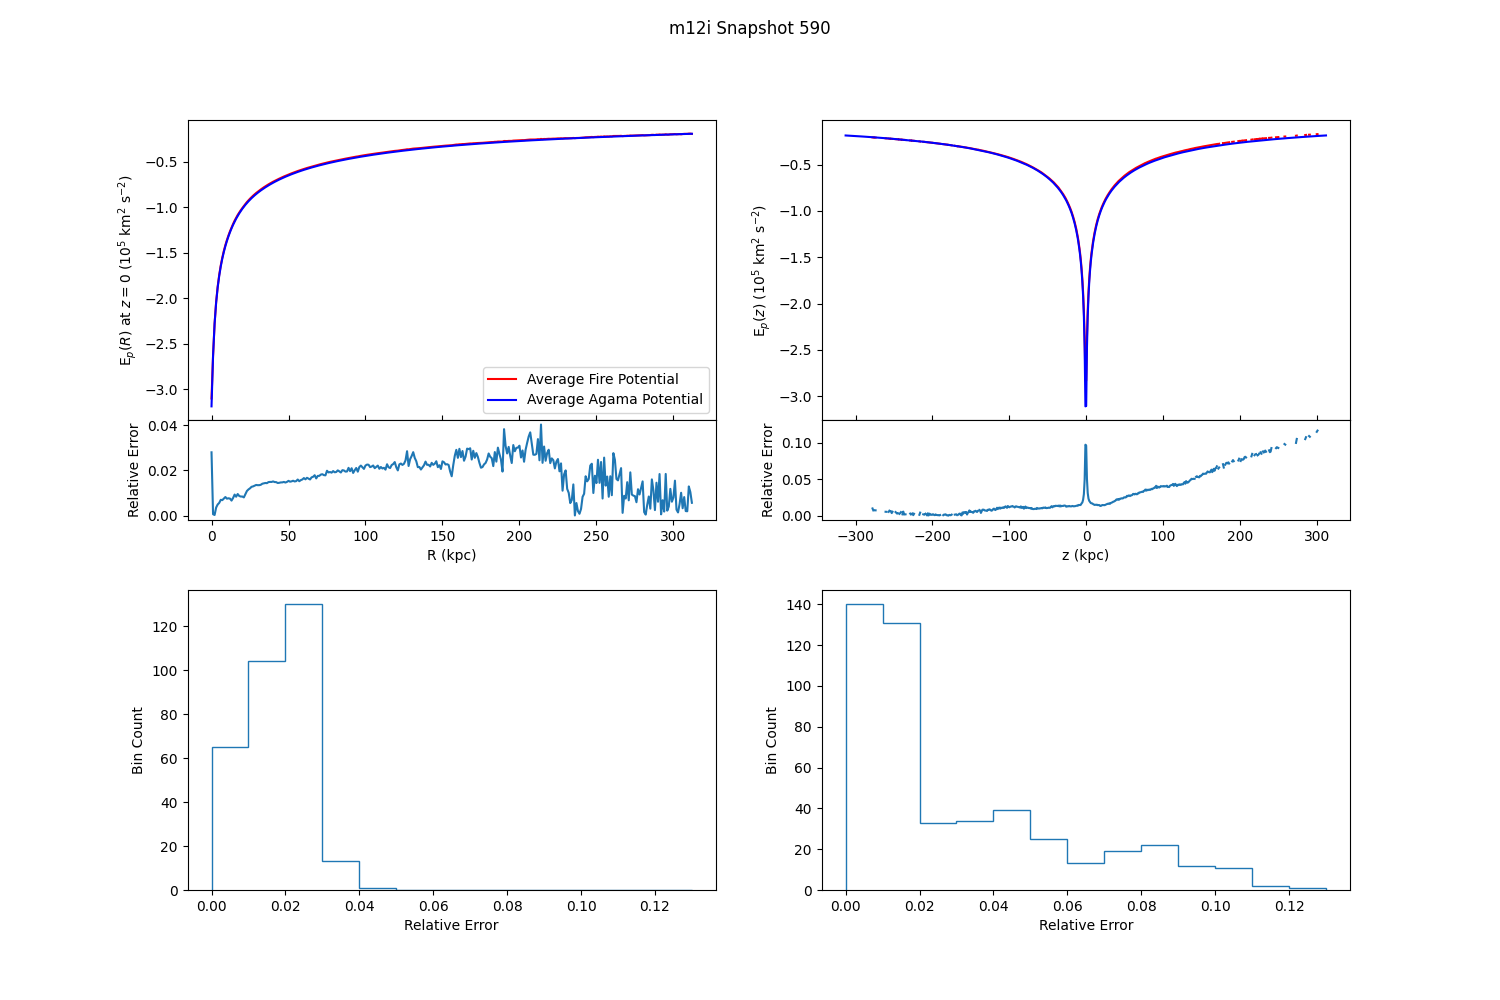 m12i Snapshot 590
E_p(R) at z = 0 (10^5 km^2 s^−2)
−0.5
−1.0
−1.5
−2.0
−2.5
−3.0
Average Fire Potential
Average Agama Potential
Relative Error
0.04
0.02
0.00
0 50 100 150 200 250 300
R (kpc)
E_p(z) (10^5 km^2 s^−2)
−0.5
−1.0
−1.5
−2.0
−2.5
−3.0
Relative Error
0.10
0.05
0.00
−300 −200 −100 0 100 200 300
z (kpc)
Bin Count
120
100
80
60
40
20
0
0.00 0.02 0.04 0.06 0.08 0.10 0.12
Relative Error
Bin Count
140
120
100
80
60
40
20
0
0.00 0.02 0.04 0.06 0.08 0.10 0.12
Relative Error